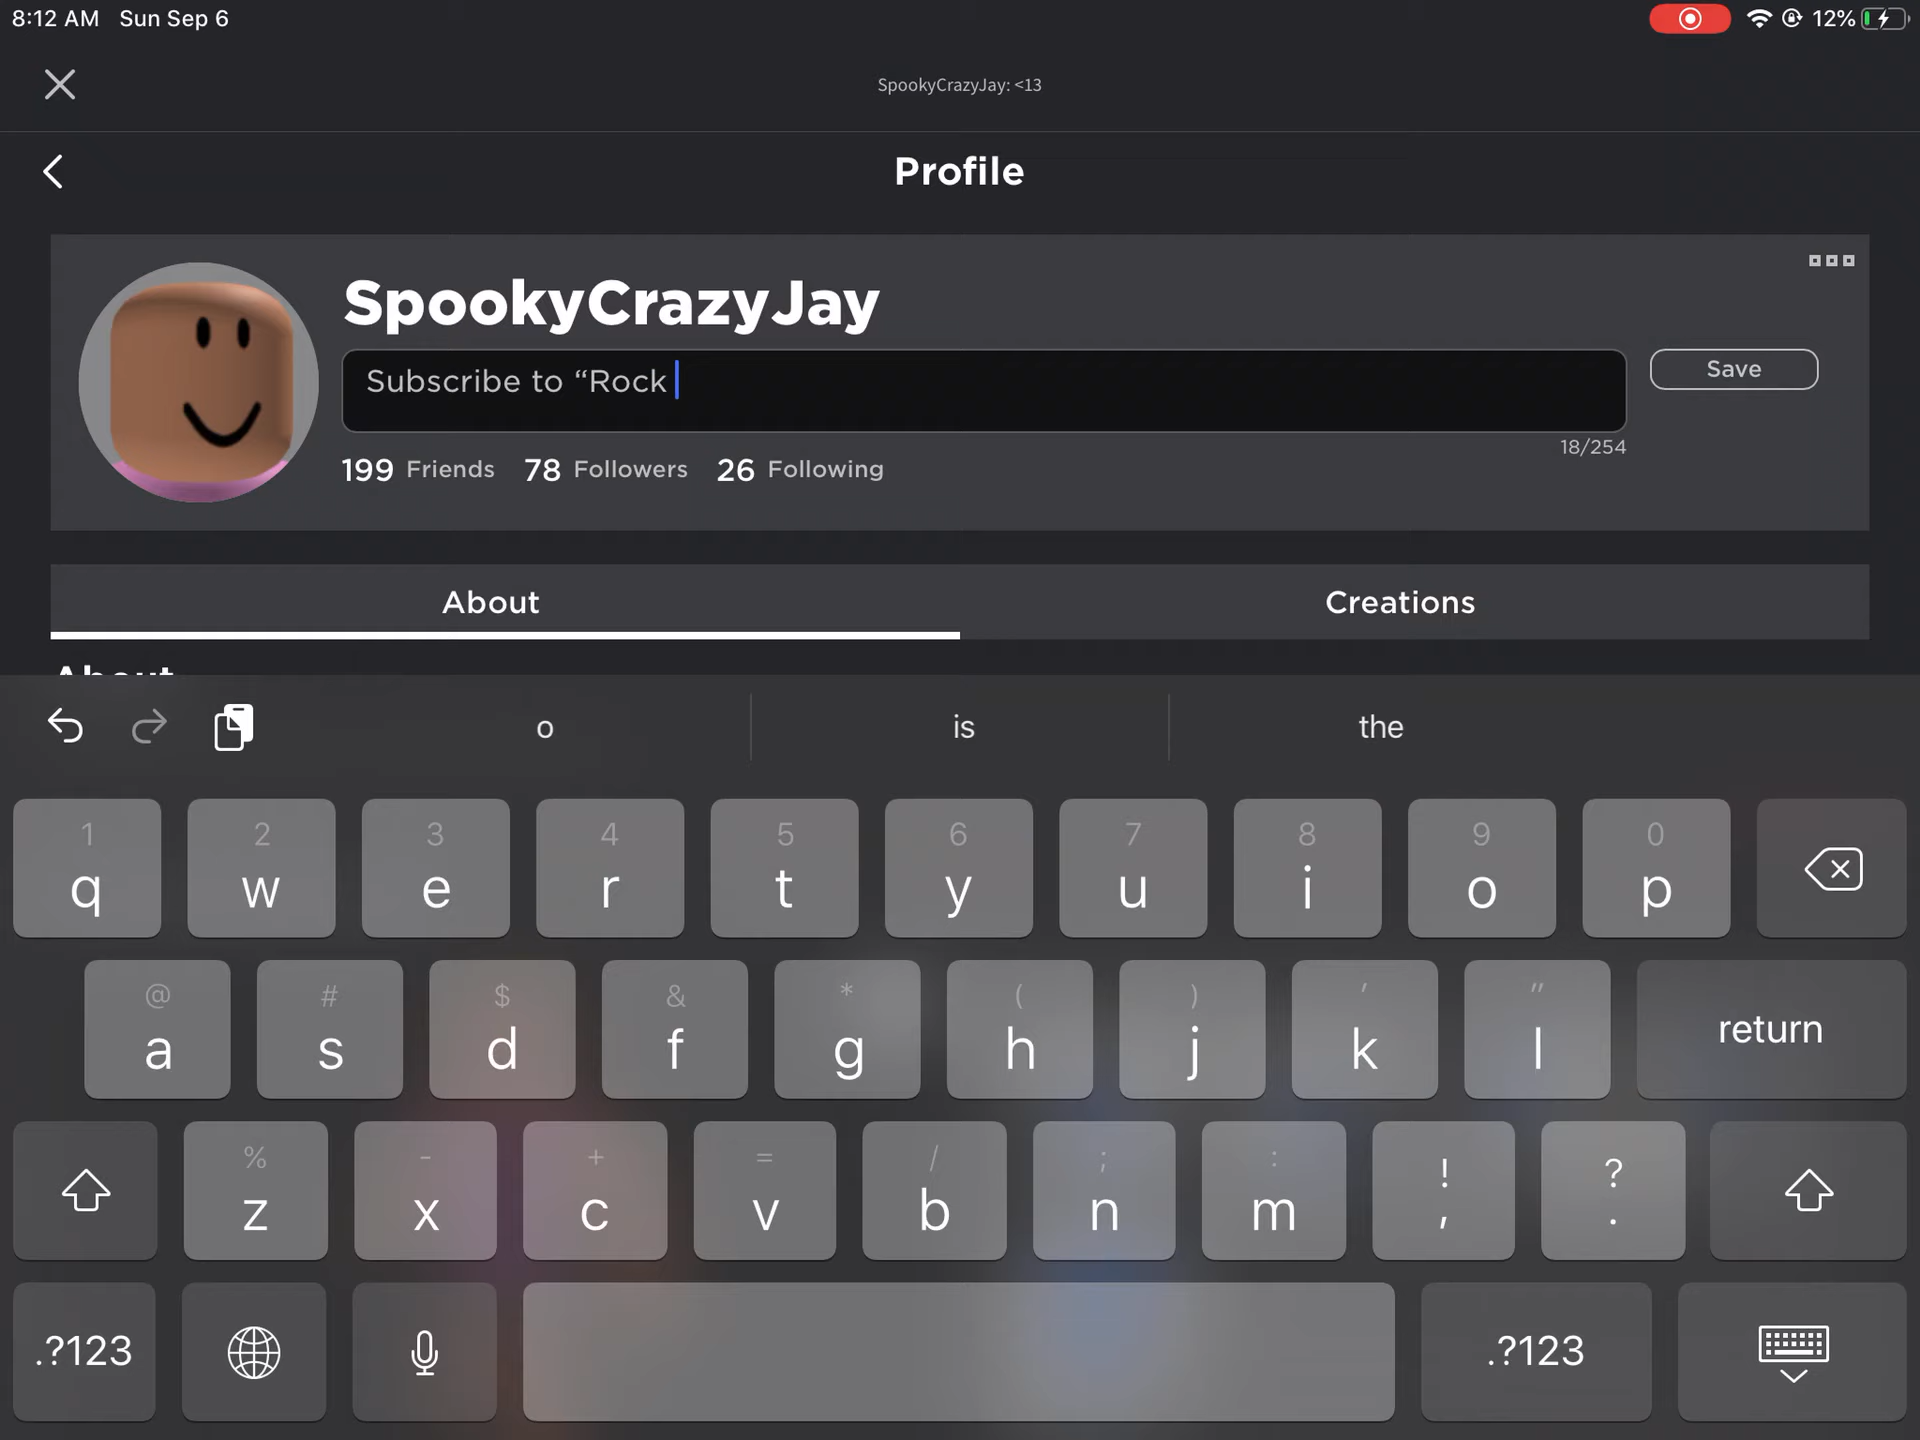 8:12 AM Sun Sep 6
12%
SpookyCrazyJay: <13
Profile
SpookyCrazyJay
Subscribe to “Rock
Save
18/254
199 Friends 78 Followers 26 Following
About Creations
About
o is the
1 2 3 4 5 6 7 8 9 0
q w e r t y u i o p
@ # $ & * ( ) ' "
a s d f g h j k l return
% - + = / ; : ! ?
z x c v b n m , .
.?123 .?123